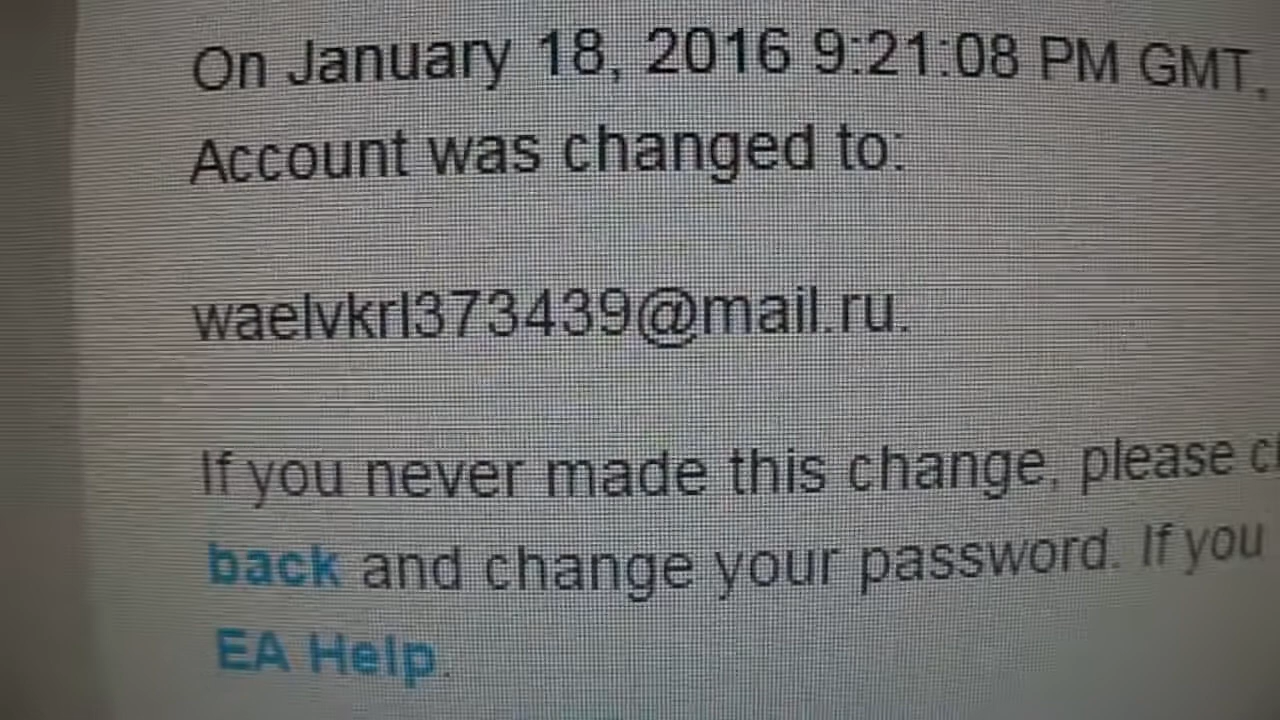 On January 18, 2016 9:21:08 PM GMT,
Account was changed to:
waelvkrl373439@mail.ru.
If you never made this change, please
back and change your password. If you
EA Help.